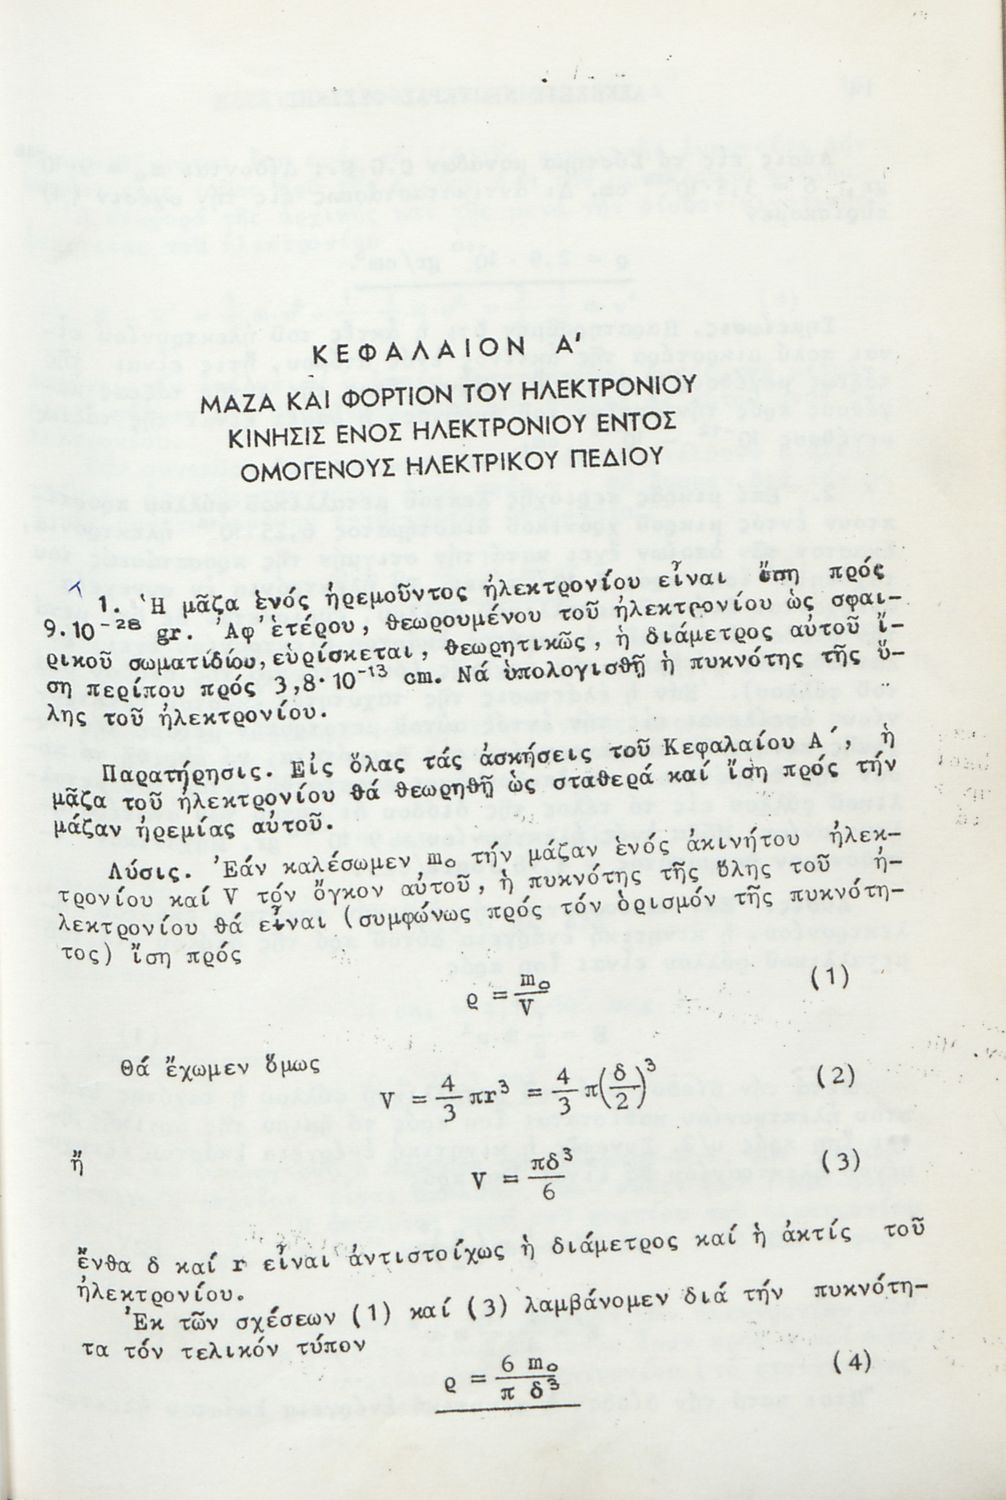 ΚΕΦΑΛΑΙΟΝ Α'
ΜΑΖΑ ΚΑΙ ΦΟΡΤΙΟΝ ΤΟΥ ΗΛΕΚΤΡΟΝΙΟΥ
ΚΙΝΗΣΙΣ ΕΝΟΣ ΗΛΕΚΤΡΟΝΙΟΥ ΕΝΤΟΣ
ΟΜΟΓΕΝΟΥΣ ΗΛΕΚΤΡΙΚΟΥ ΠΕΔΙΟΥ
1. Ἡ μᾶζα ἑνός ἠρεμοῦντος ἠλεκτρονίου εἶναι ἴση πρός
9.10⁻²⁸ gr. Ἀφ' ἑτέρου, θεωρουμένου τοῦ ἠλεκτρονίου ὡς σφαι-
ρικοῦ σωματιδίου, εὑρίσκεται, θεωρητικῶς, ἡ διάμετρος αὐτοῦ ἴ-
ση περίπου πρός 3,8·10⁻¹³ cm. Νά ὑπολογισθῇ ἡ πυκνότης τῆς ὕ-
λης τοῦ ἠλεκτρονίου.
Παρατήρησις. Εἰς ὅλας τάς ἀσκήσεις τοῦ Κεφαλαίου Α΄, ἡ
μᾶζα τοῦ ἠλεκτρονίου θά θεωρηθῇ ὡς σταθερά καί ἴση πρός τήν
μάζαν ἠρεμίας αὐτοῦ.
Λύσις. Ἐάν καλέσωμεν m₀ τήν μάζαν ἑνός ἀκινήτου ἠλεκ-
τρονίου καί V τόν ὄγκον αὐτοῦ, ἡ πυκνότης τῆς ὕλης τοῦ ἠ-
λεκτρονίου θά εἶναι (συμφώνως πρός τόν ὁρισμόν τῆς πυκνότη-
τος) ἴση πρός
ρ = m₀/V (1)
θά ἔχωμεν ὅμως
V = 4/3 πr³ = 4/3 π(δ/2)³ (2)
ἤ
V = πδ³/6 (3)
ἔνθα δ καί r εἶναι ἀντιστοίχως ἡ διάμετρος καί ἡ ἀκτίς τοῦ
ἠλεκτρονίου.
Ἐκ τῶν σχέσεων (1) καί (3) λαμβάνομεν διά τήν πυκνότη-
τα τόν τελικόν τύπον
ρ = 6 m₀/π δ³ (4)